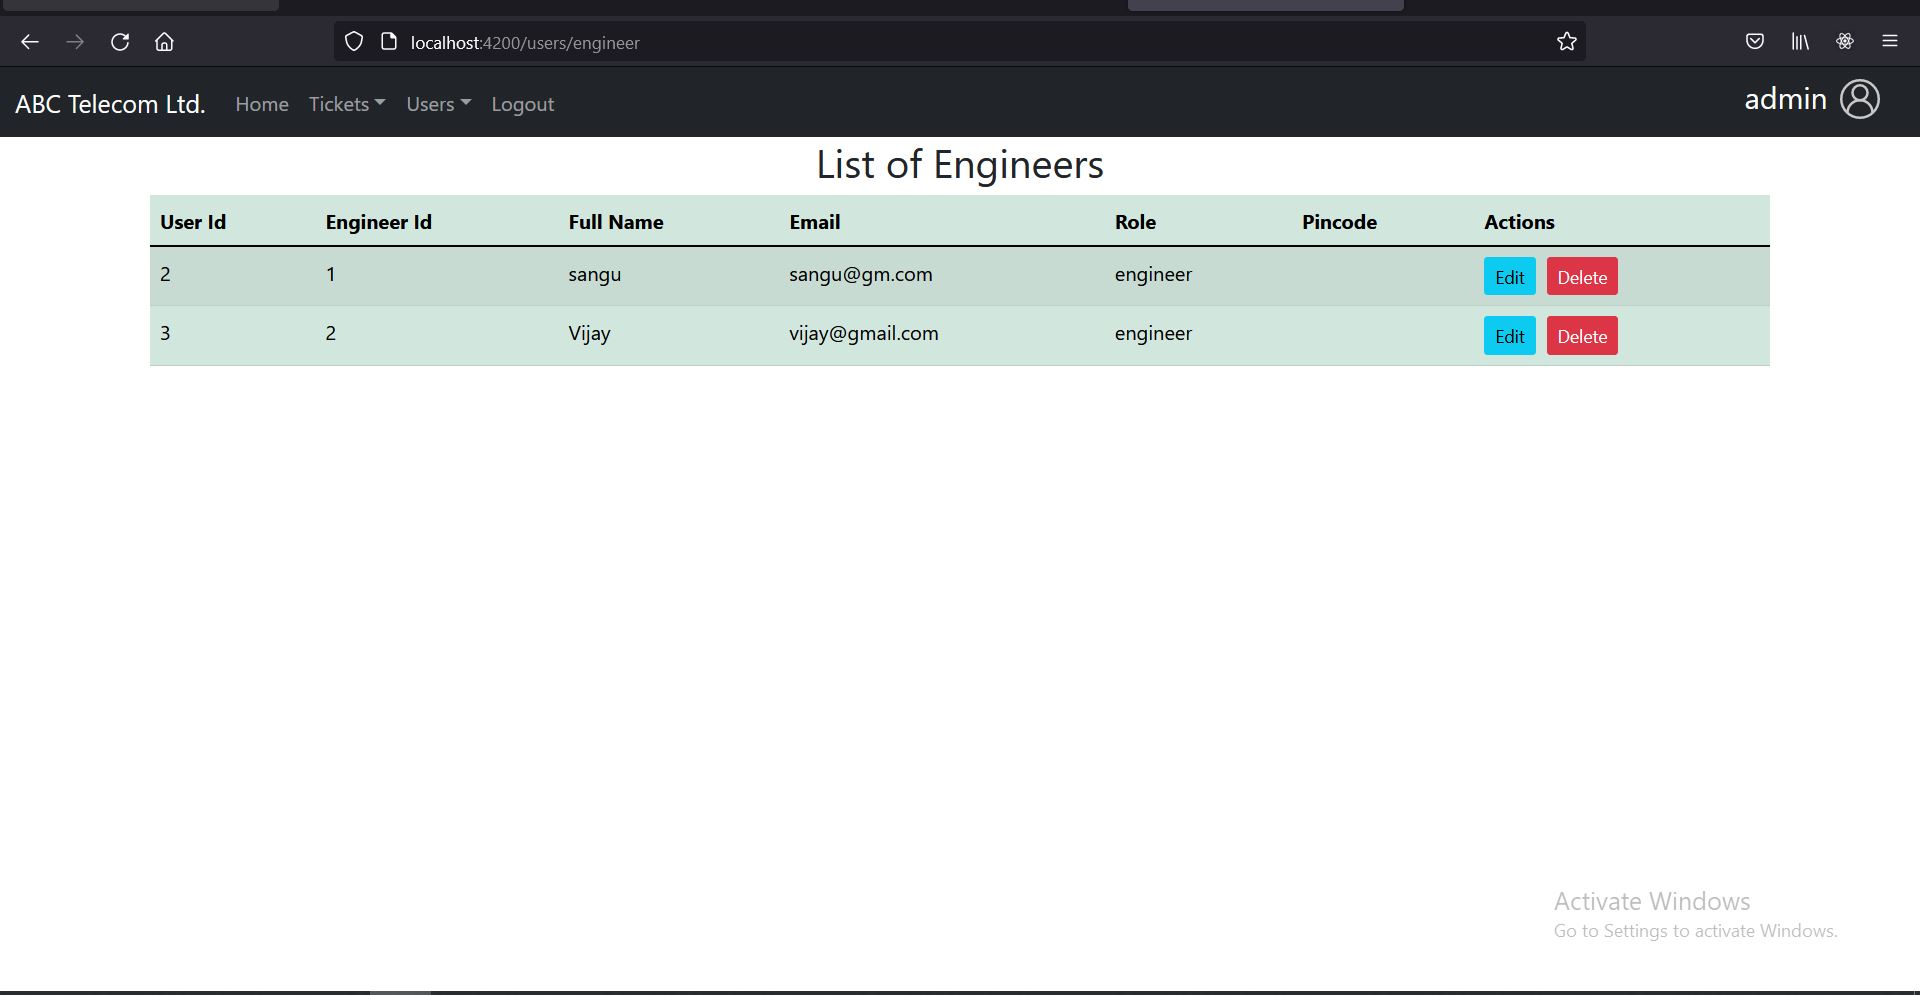 localhost:4200/users/engineer
ABC Telecom Ltd. Home Tickets Users Logout admin
List of Engineers
User Id Engineer Id Full Name Email Role Pincode Actions
2 1 sangu sangu@gm.com engineer Edit Delete
3 2 Vijay vijay@gmail.com engineer Edit Delete
Activate Windows
Go to Settings to activate Windows.